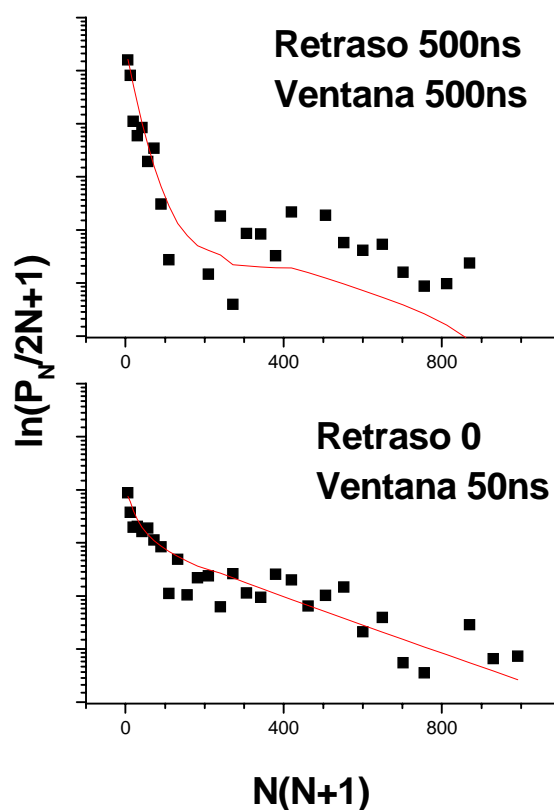 Retraso 500ns
Ventana 500ns
0
400
800
ln(P_N/2N+1)
Retraso 0
Ventana 50ns
0
400
800
N(N+1)